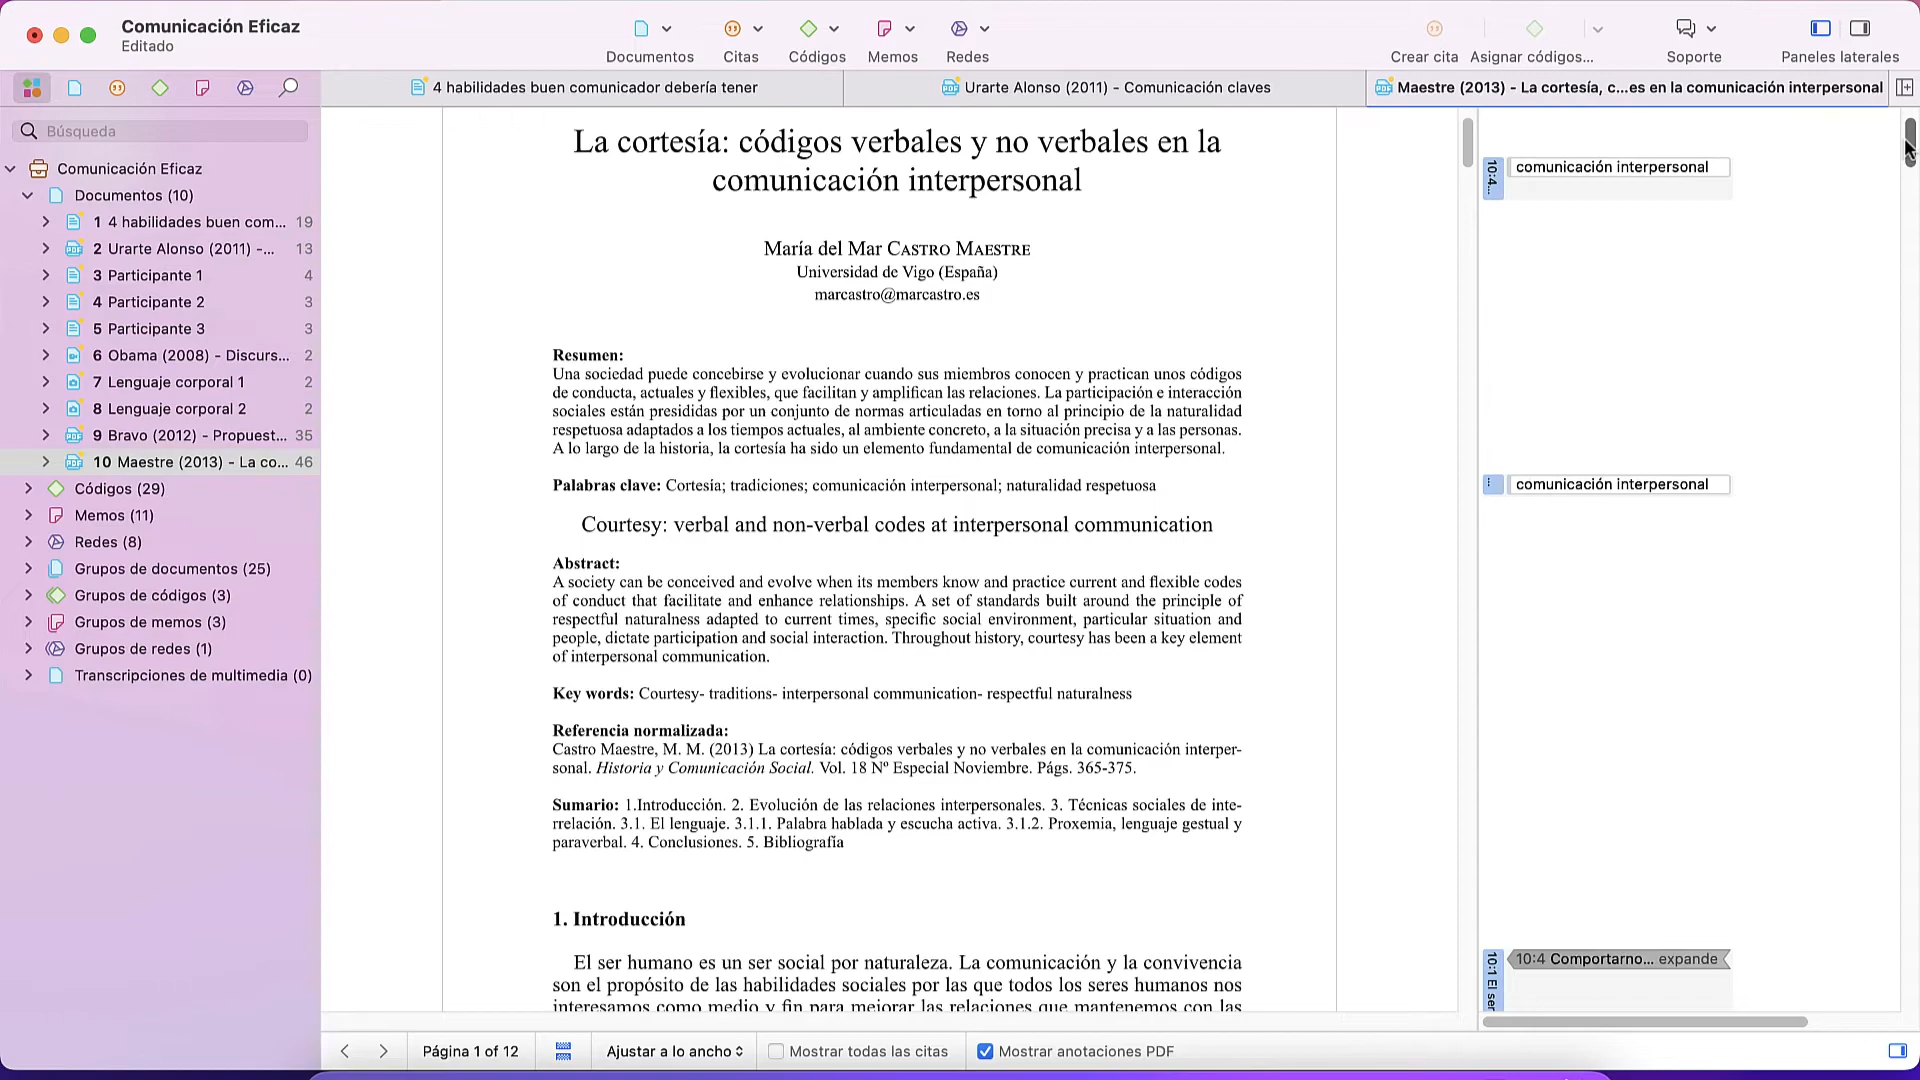 Comunicación Eficaz
Editado
Documentos
Citas
Códigos
Memos
Redes
Crear cita
Asignar códigos...
Soporte
Paneles laterales
4 habilidades buen comunicador debería tener
Urarte Alonso (2011) - Comunicación claves
Maestre (2013) - La cortesía, c...es en la comunicación interpersonal
Búsqueda
Comunicación Eficaz
Documentos (10)
1 4 habilidades buen com... 19
2 Urarte Alonso (2011) -... 13
3 Participante 1 4
4 Participante 2 3
5 Participante 3 3
6 Obama (2008) - Discurs... 2
7 Lenguaje corporal 1 2
8 Lenguaje corporal 2 2
9 Bravo (2012) - Propuest... 35
10 Maestre (2013) - La co... 46
Códigos (29)
Memos (11)
Redes (8)
Grupos de documentos (25)
Grupos de códigos (3)
Grupos de memos (3)
Grupos de redes (1)
Transcripciones de multimedia (0)
La cortesía: códigos verbales y no verbales en la
comunicación interpersonal
María del Mar CASTRO MAESTRE
Universidad de Vigo (España)
marcastro@marcastro.es
Resumen:
Una sociedad puede concebirse y evolucionar cuando sus miembros conocen y practican unos códigos
de conducta, actuales y flexibles, que facilitan y amplifican las relaciones. La participación e interacción
sociales están presididas por un conjunto de normas articuladas en torno al principio de la naturalidad
respetuosa adaptados a los tiempos actuales, al ambiente concreto, a la situación precisa y a las personas.
A lo largo de la historia, la cortesía ha sido un elemento fundamental de comunicación interpersonal.
Palabras clave: Cortesía; tradiciones; comunicación interpersonal; naturalidad respetuosa
Courtesy: verbal and non-verbal codes at interpersonal communication
Abstract:
A society can be conceived and evolve when its members know and practice current and flexible codes
of conduct that facilitate and enhance relationships. A set of standards built around the principle of
respectful naturalness adapted to current times, specific social environment, particular situation and
people, dictate participation and social interaction. Throughout history, courtesy has been a key element
of interpersonal communication.
Key words: Courtesy- traditions- interpersonal communication- respectful naturalness
Referencia normalizada:
Castro Maestre, M. M. (2013) La cortesía: códigos verbales y no verbales en la comunicación interper-
sonal. Historia y Comunicación Social. Vol. 18 Nº Especial Noviembre. Págs. 365-375.
Sumario: 1.Introducción. 2. Evolución de las relaciones interpersonales. 3. Técnicas sociales de inte-
rrelación. 3.1. El lenguaje. 3.1.1. Palabra hablada y escucha activa. 3.1.2. Proxemia, lenguaje gestual y
paraverbal. 4. Conclusiones. 5. Bibliografía
1. Introducción
El ser humano es un ser social por naturaleza. La comunicación y la convivencia
son el propósito de las habilidades sociales por las que todos los seres humanos nos
interesamos como medio y fin para mejorar las relaciones que mantenemos con las
10:4...
comunicación interpersonal
comunicación interpersonal
10:1 El ser
10:4 Comportarno... expande
Página 1 of 12
Ajustar a lo ancho
Mostrar todas las citas
Mostrar anotaciones PDF